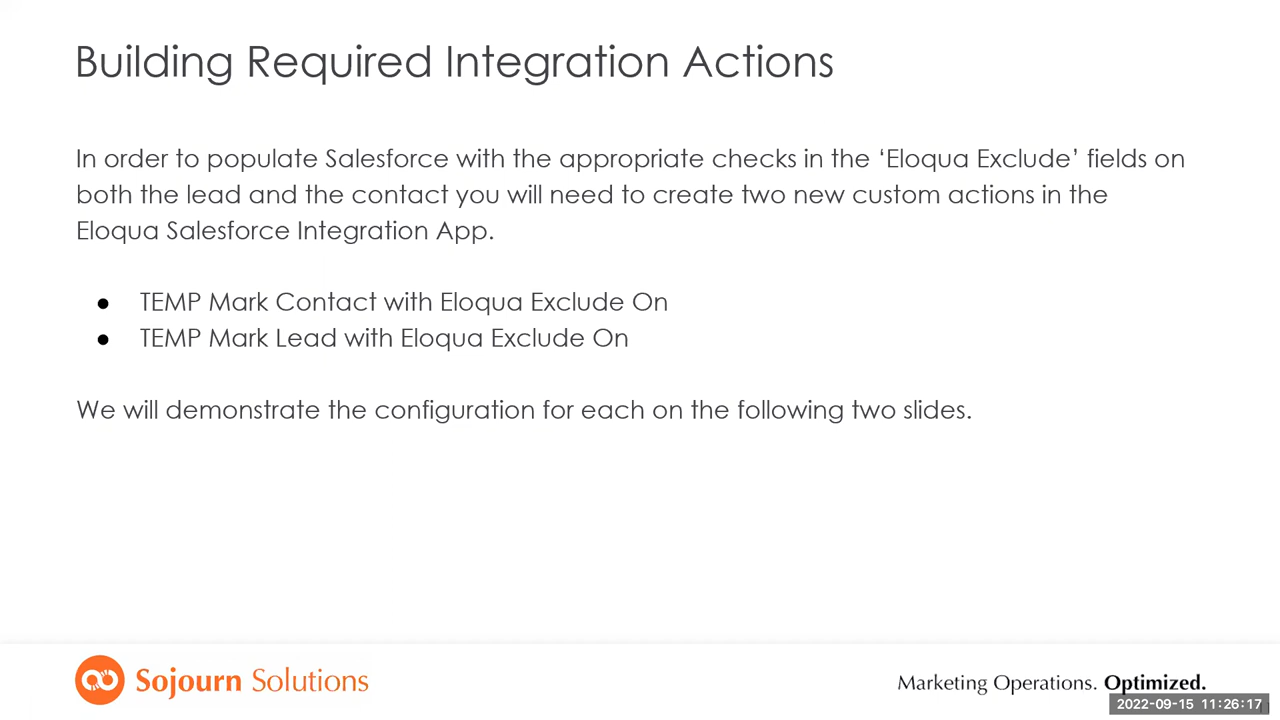 Building Required Integration Actions
In order to populate Salesforce with the appropriate checks in the ‘Eloqua Exclude’ fields on
both the lead and the contact you will need to create two new custom actions in the
Eloqua Salesforce Integration App.
● TEMP Mark Contact with Eloqua Exclude On
● TEMP Mark Lead with Eloqua Exclude On
We will demonstrate the configuration for each on the following two slides.
Sojourn Solutions
Marketing Operations. Optimized.
2022-09-15 11:26:17